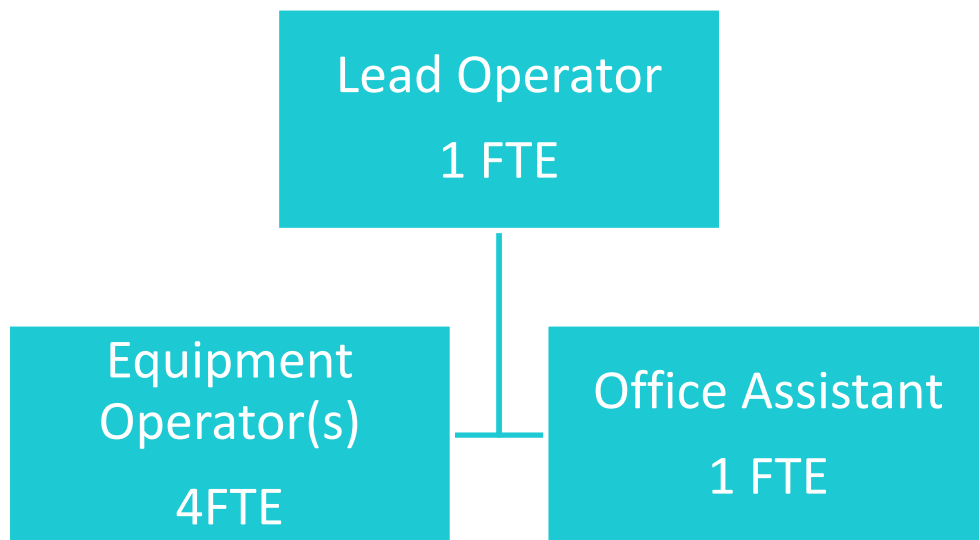 Lead Operator
1 FTE
Equipment
Operator(s)
4FTE
Office Assistant
1 FTE